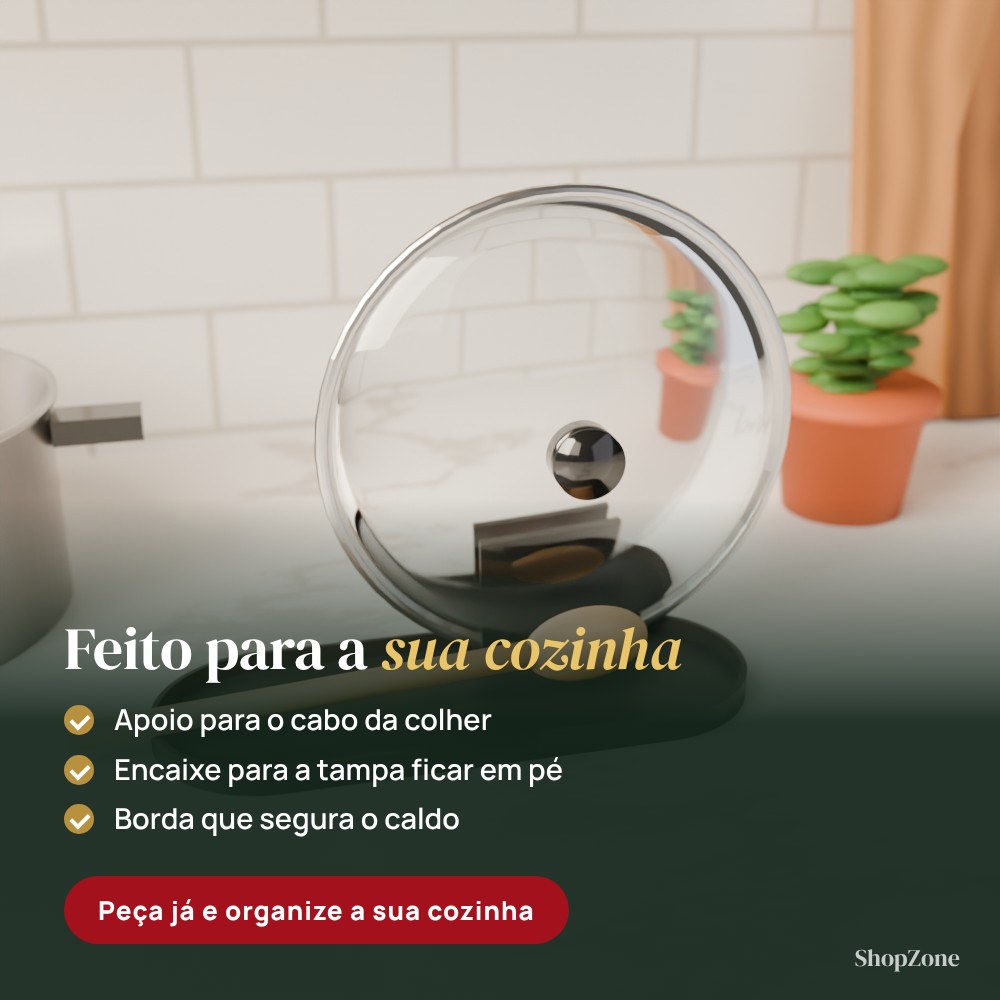 Feito para a sua cozinha
Apoio para o cabo da colher
Encaixe para a tampa ficar em pé
Borda que segura o caldo
Peça já e organize a sua cozinha
ShopZone